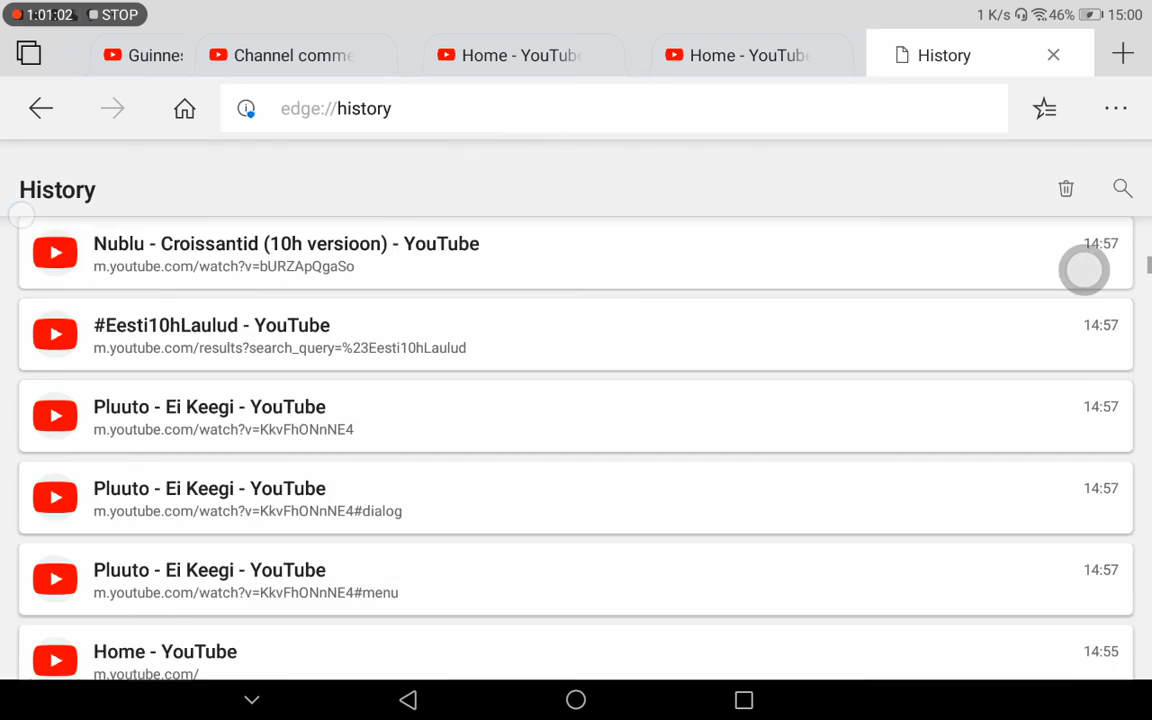 1:01:02 STOP
1 K/s 46% 15:00
Guinnes
Channel comme
Home - YouTube
Home - YouTube
History
edge://history
History
Nublu - Croissantid (10h versioon) - YouTube
14:57
m.youtube.com/watch?v=bURZApQgaSo
#Eesti10hLaulud - YouTube
14:57
m.youtube.com/results?search_query=%23Eesti10hLaulud
Pluuto - Ei Keegi - YouTube
14:57
m.youtube.com/watch?v=KkvFhONnNE4
Pluuto - Ei Keegi - YouTube
14:57
m.youtube.com/watch?v=KkvFhONnNE4#dialog
Pluuto - Ei Keegi - YouTube
14:57
m.youtube.com/watch?v=KkvFhONnNE4#menu
Home - YouTube
14:55
m.youtube.com/